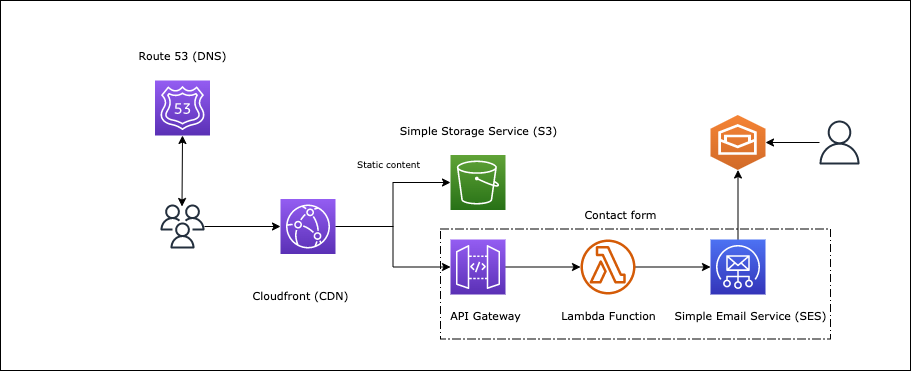 Route 53 (DNS)
53
Simple Storage Service (S3)
Static content
Contact form
Cloudfront (CDN)
API Gateway
Lambda Function
Simple Email Service (SES)